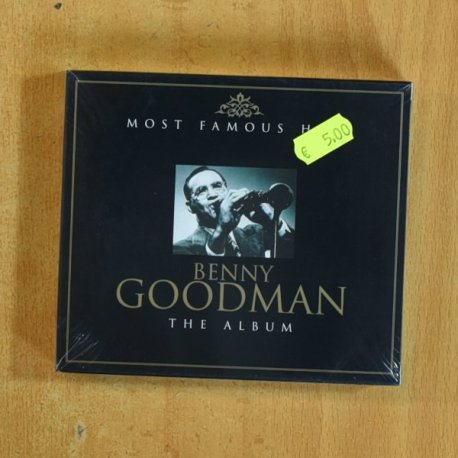 MOST FAMOUS H
€ 5,00
BENNY
GOODMAN
THE ALBUM